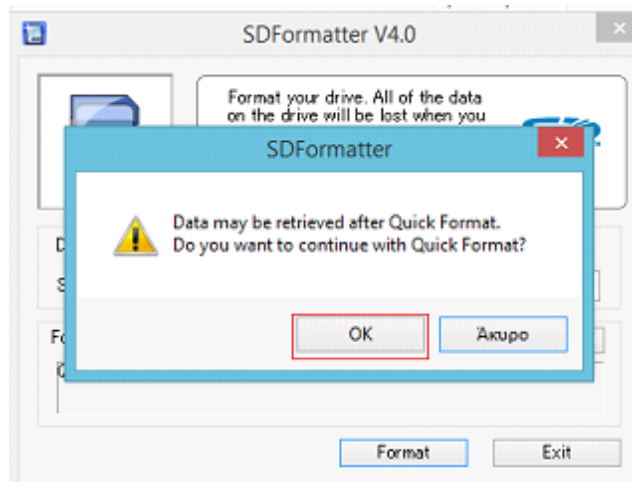 SDFormatter V4.0
Format your drive. All of the data
on the drive will be lost when you
SDFormatter
Data may be retrieved after Quick Format.
Do you want to continue with Quick Format?
OK
Άκυρο
Format
Exit